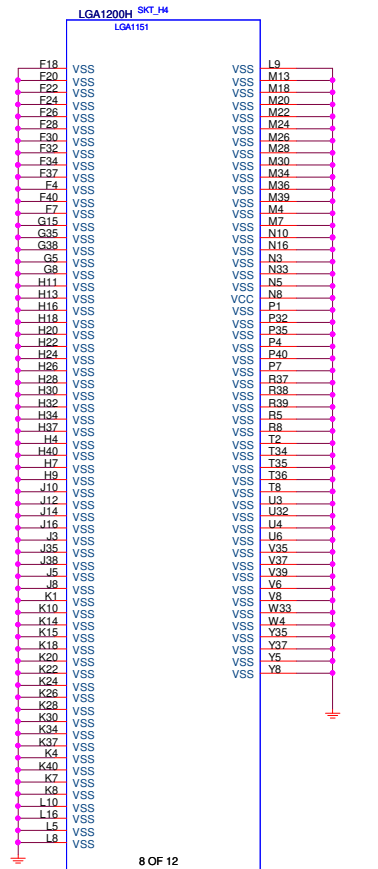 LGA1200H SKT_H4
LGA1151
F18 VSS VSS L9
F20 VSS VSS M13
F22 VSS VSS M18
F24 VSS VSS M20
F26 VSS VSS M22
F28 VSS VSS M24
F30 VSS VSS M26
F32 VSS VSS M28
F34 VSS VSS M30
F37 VSS VSS M34
F4 VSS VSS M36
F40 VSS VSS M39
F7 VSS VSS M4
G15 VSS VSS M7
G35 VSS VSS N10
G38 VSS VSS N16
G5 VSS VSS N3
G8 VSS VSS N33
H11 VSS VSS N5
H13 VSS VCC N8
H16 VSS VSS P1
H18 VSS VSS P32
H20 VSS VSS P35
H22 VSS VSS P4
H24 VSS VSS P40
H26 VSS VSS P7
H28 VSS VSS R37
H30 VSS VSS R38
H32 VSS VSS R39
H34 VSS VSS R5
H37 VSS VSS R8
H4 VSS VSS T2
H40 VSS VSS T34
H7 VSS VSS T35
H9 VSS VSS T36
J10 VSS VSS T8
J12 VSS VSS U3
J14 VSS VSS U32
J16 VSS VSS U4
J3 VSS VSS U6
J35 VSS VSS V35
J38 VSS VSS V37
J5 VSS VSS V39
J8 VSS VSS V6
K1 VSS VSS V8
K10 VSS VSS W33
K14 VSS VSS W4
K15 VSS VSS Y35
K18 VSS VSS Y37
K20 VSS VSS Y5
K22 VSS VSS Y8
K24 VSS
K26 VSS
K28 VSS
K30 VSS
K34 VSS
K37 VSS
K4 VSS
K40 VSS
K7 VSS
K8 VSS
L10 VSS
L16 VSS
L5 VSS
L8 VSS
8 OF 12